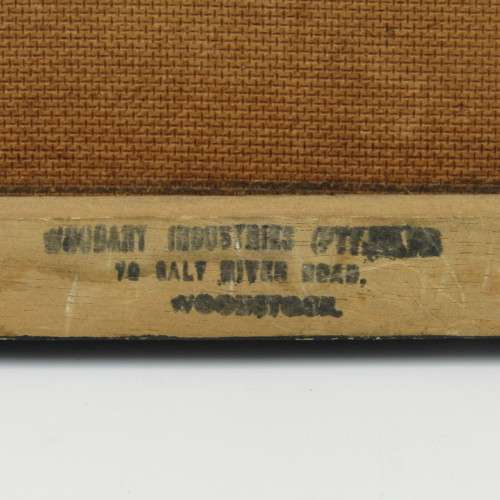 INDUSTRIES (PTY) LTD
70 SALT RIVER ROAD,
WOODSTOCK.